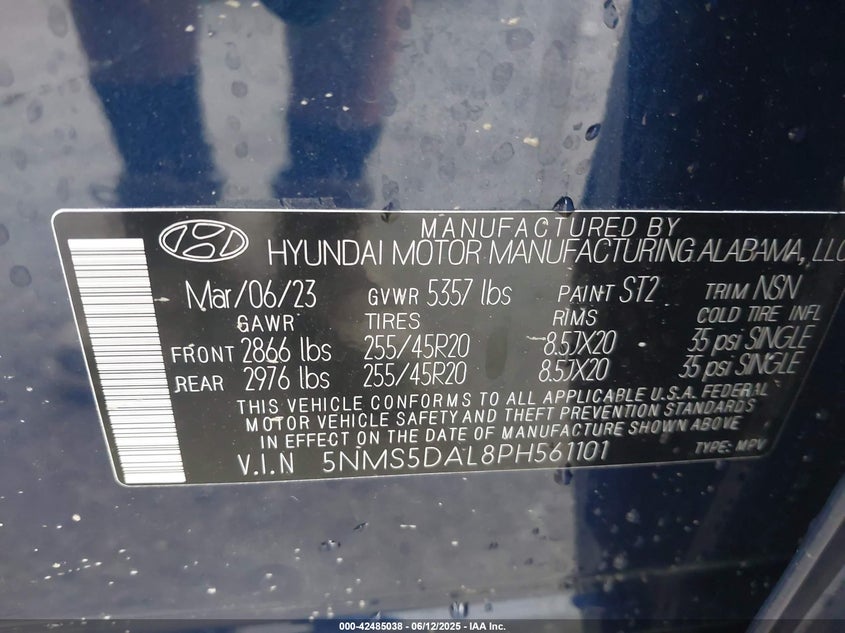 MANUFACTURED BY
HYUNDAI MOTOR MANUFACTURING ALABAMA, LLC
Mar/06/23 GVWR 5357 lbs PAINT ST2 TRIM NSN
GAWR TIRES RIMS COLD TIRE INFL
FRONT 2866 lbs 255/45R20 8.5JX20 35 psi SINGLE
REAR 2976 lbs 255/45R20 8.5JX20 35 psi SINGLE
THIS VEHICLE CONFORMS TO ALL APPLICABLE U.S.A. FEDERAL
MOTOR VEHICLE SAFETY AND THEFT PREVENTION STANDARDS
IN EFFECT ON THE DATE OF MANUFACTURE SHOWN ABOVE
V.I.N 5NMS5DAL8PH561101 TYPE: MPV
000-42485038 - 06/12/2025 - IAA Inc.